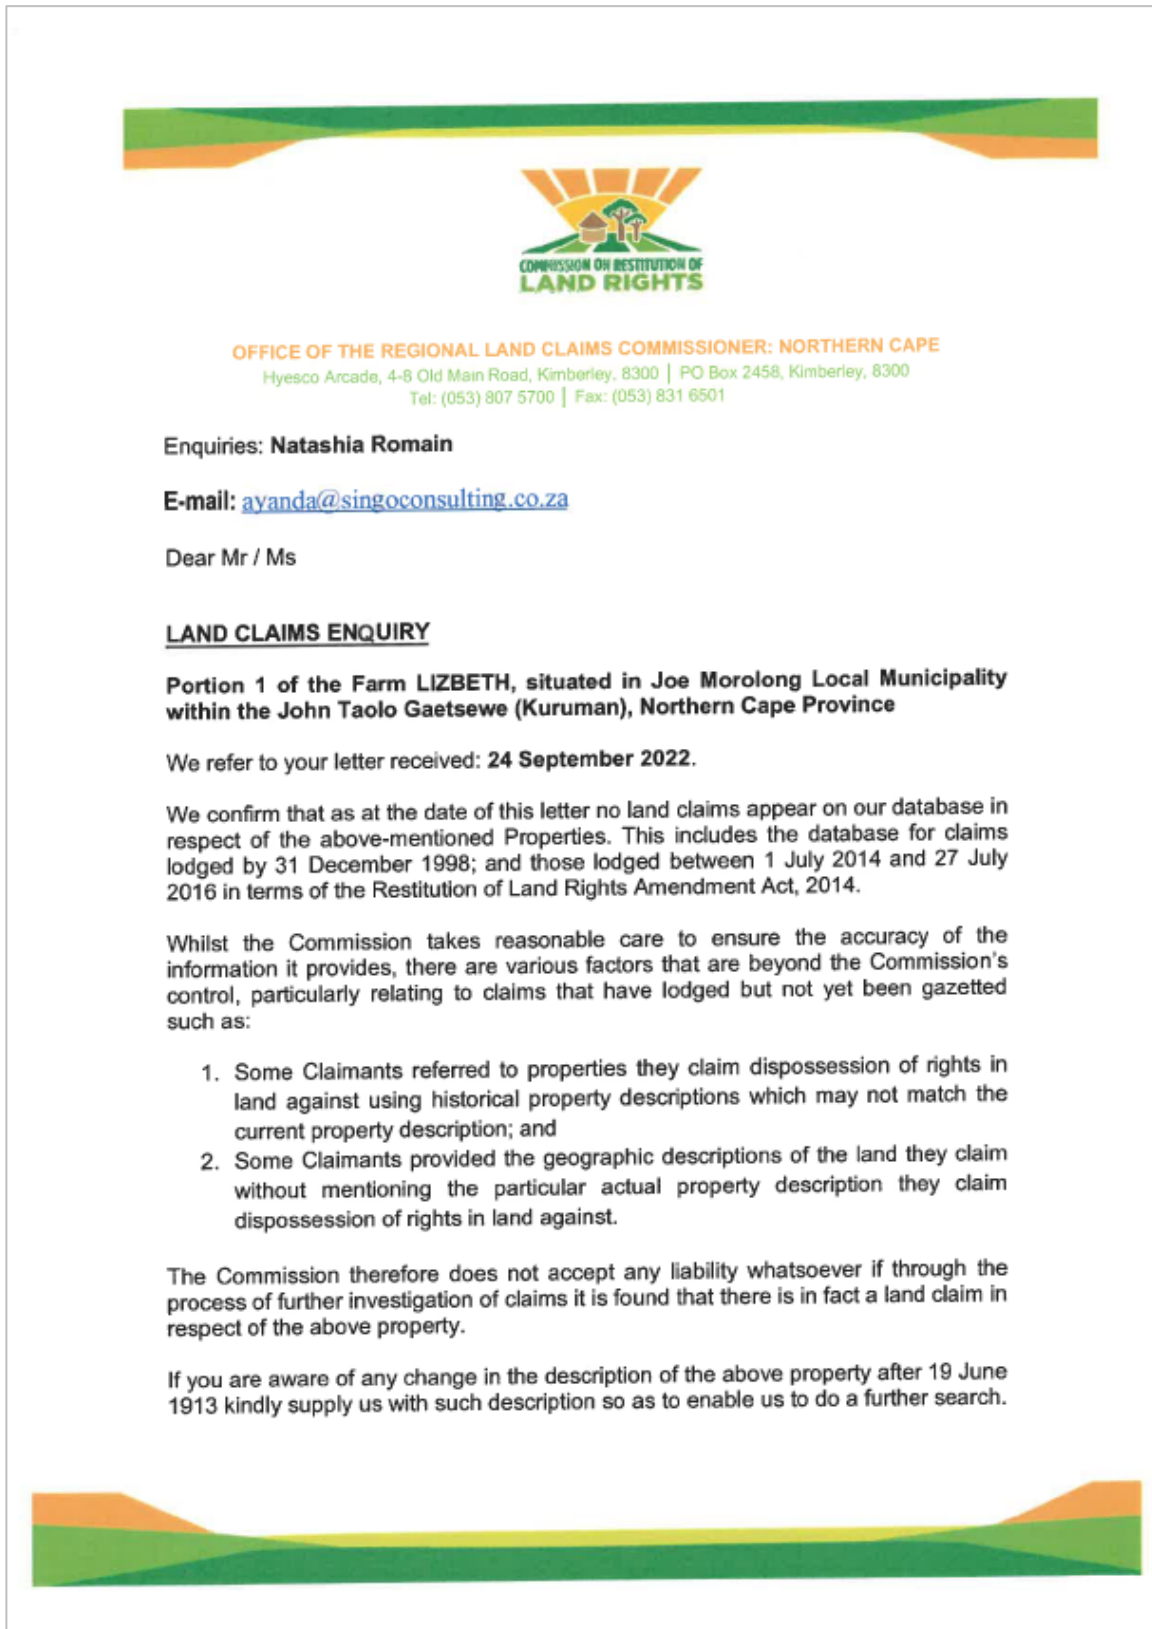 COMMISSION ON RESTITUTION OF
LAND RIGHTS
OFFICE OF THE REGIONAL LAND CLAIMS COMMISSIONER: NORTHERN CAPE
Hyesco Arcade, 4-8 Old Main Road, Kimberley, 8300 | PO Box 2458, Kimberley, 8300
Tel: (053) 807 5700 | Fax: (053) 831 6501
Enquiries: Natashia Romain
E-mail: ayanda@singoconsulting.co.za
Dear Mr / Ms
LAND CLAIMS ENQUIRY
Portion 1 of the Farm LIZBETH, situated in Joe Morolong Local Municipality
within the John Taolo Gaetsewe (Kuruman), Northern Cape Province
We refer to your letter received: 24 September 2022.
We confirm that as at the date of this letter no land claims appear on our database in
respect of the above-mentioned Properties. This includes the database for claims
lodged by 31 December 1998; and those lodged between 1 July 2014 and 27 July
2016 in terms of the Restitution of Land Rights Amendment Act, 2014.
Whilst the Commission takes reasonable care to ensure the accuracy of the
information it provides, there are various factors that are beyond the Commission's
control, particularly relating to claims that have lodged but not yet been gazetted
such as:
1. Some Claimants referred to properties they claim dispossession of rights in
land against using historical property descriptions which may not match the
current property description; and
2. Some Claimants provided the geographic descriptions of the land they claim
without mentioning the particular actual property description they claim
dispossession of rights in land against.
The Commission therefore does not accept any liability whatsoever if through the
process of further investigation of claims it is found that there is in fact a land claim in
respect of the above property.
If you are aware of any change in the description of the above property after 19 June
1913 kindly supply us with such description so as to enable us to do a further search.